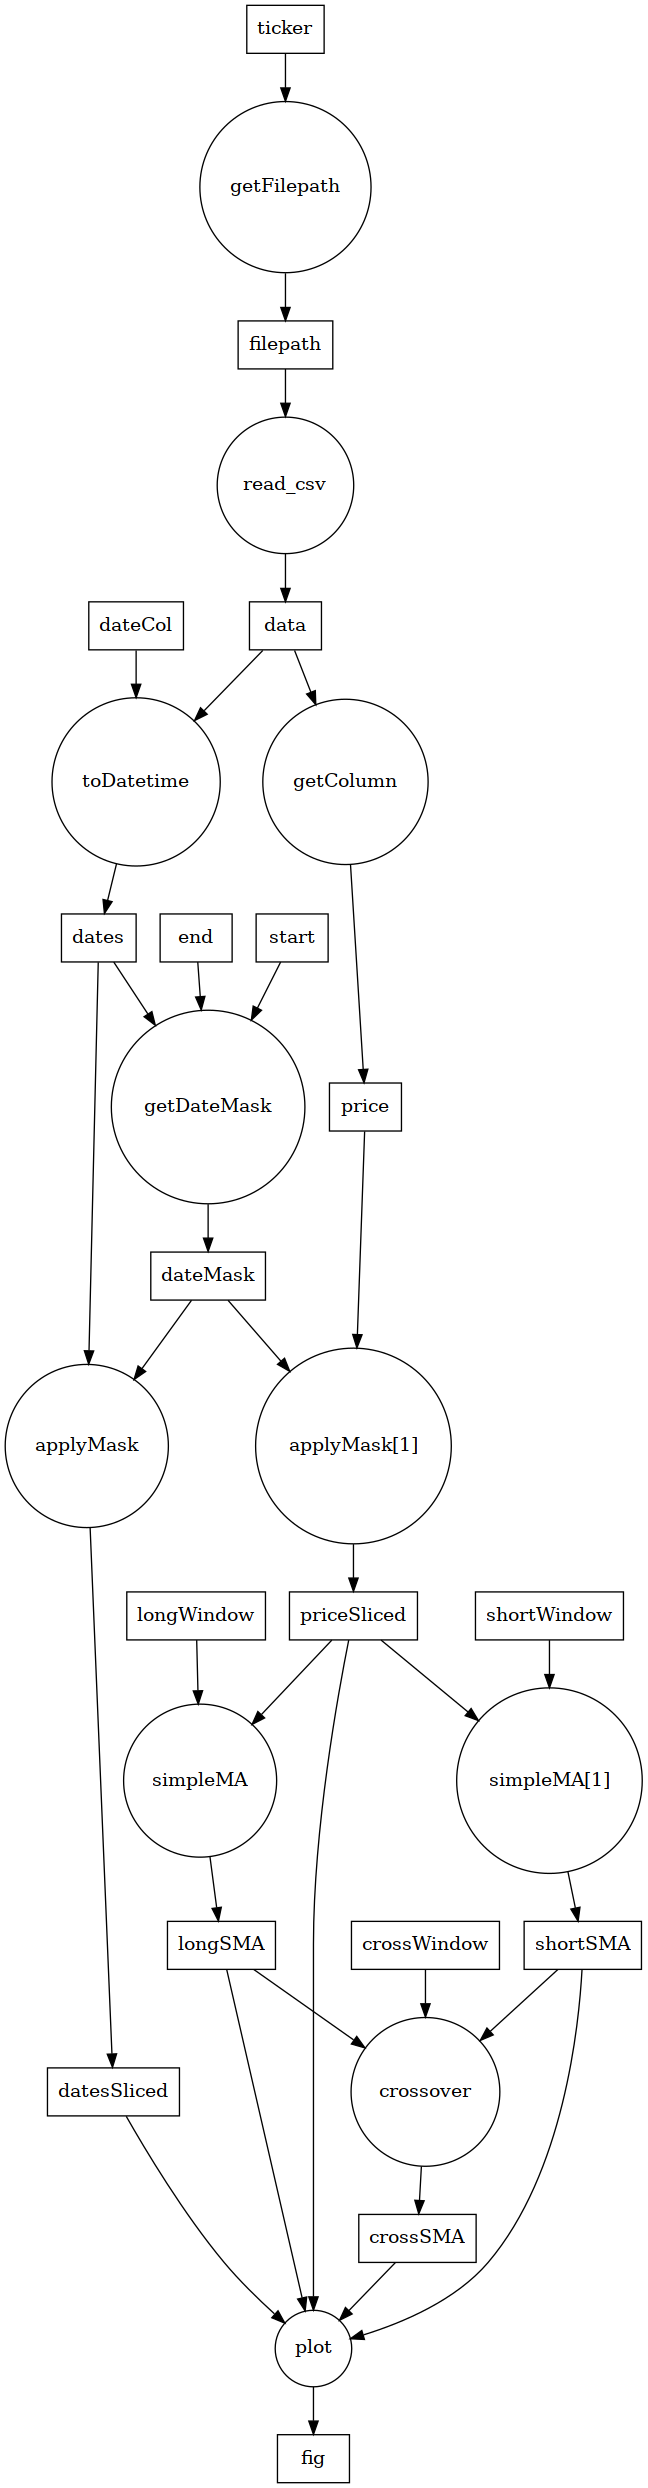 ticker
getFilepath
filepath
read_csv
dateCol
data
toDatetime
getColumn
dates
end
start
getDateMask
price
dateMask
applyMask
applyMask[1]
longWindow
priceSliced
shortWindow
simpleMA
simpleMA[1]
longSMA
crossWindow
shortSMA
datesSliced
crossover
crossSMA
plot
fig